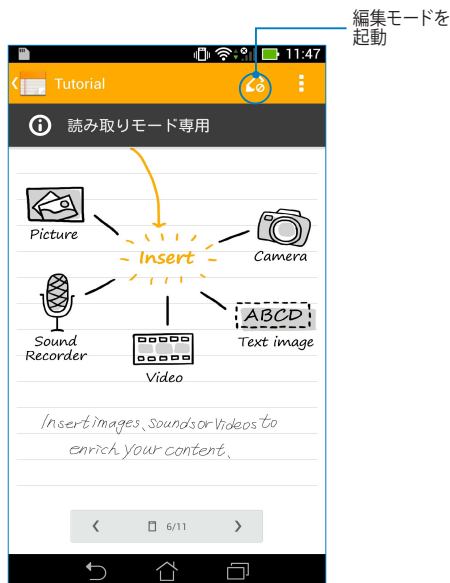 編集モードを
起動
11:47
Tutorial
読み取りモード専用
Picture
Insert
Camera
Sound
Recorder
ABCD
Text image
Video
Insert images, sounds or videos to
enrich your content.
6/11